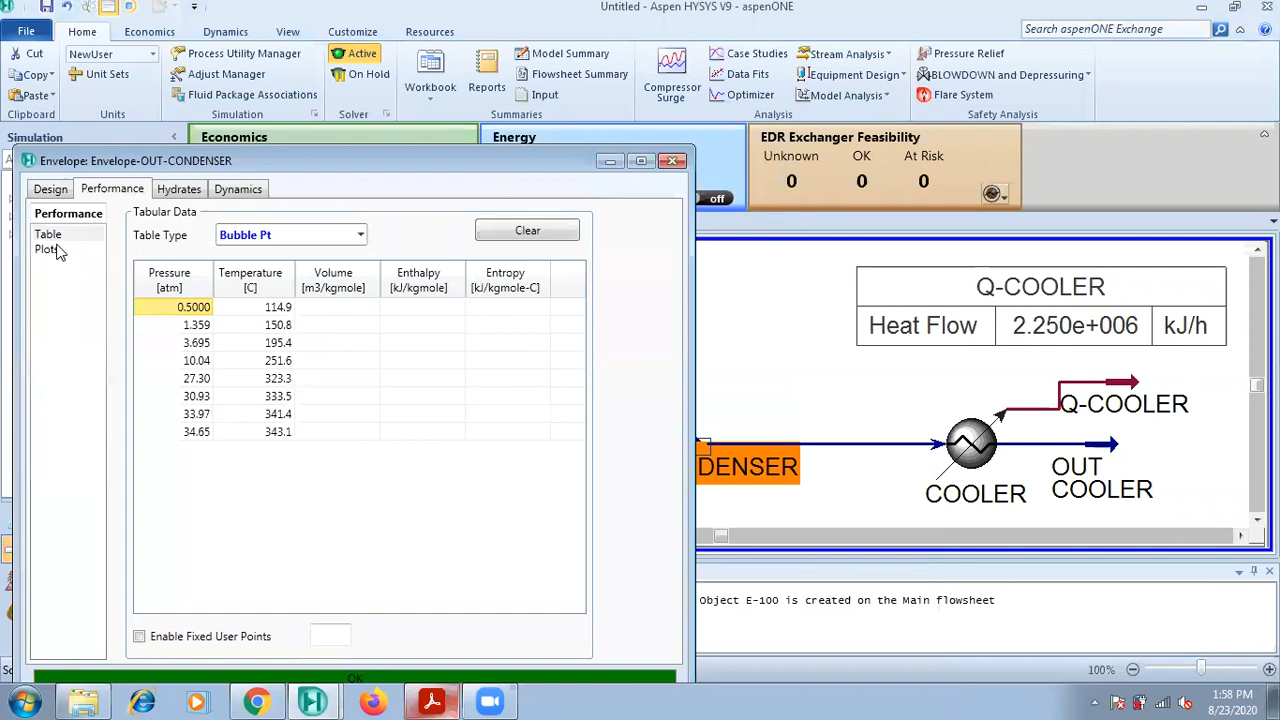 Untitled - Aspen HYSYS V9 - aspenONE
File Home Economics Dynamics View Customize Resources
Search aspenONE Exchange
Cut
Copy
Paste
Clipboard
NewUser
Unit Sets
Units
Process Utility Manager
Adjust Manager
Fluid Package Associations
Simulation
Active
On Hold
Solver
Workbook
Reports
Model Summary
Flowsheet Summary
Input
Summaries
Compressor
Surge
Case Studies
Data Fits
Optimizer
Stream Analysis
Equipment Design
Model Analysis
Analysis
Pressure Relief
BLOWDOWN and Depressuring
Flare System
Safety Analysis
Simulation
Economics
Energy
off
EDR Exchanger Feasibility
Unknown OK At Risk
0 0 0
Envelope: Envelope-OUT-CONDENSER
Design Performance Hydrates Dynamics
Performance
Table
Plots
Tabular Data
Table Type Bubble Pt Clear
Pressure Temperature Volume Enthalpy Entropy
[atm] [C] [m3/kgmole] [kJ/kgmole] [kJ/kgmole-C]
0.5000 114.9
1.359 150.8
3.695 195.4
10.04 251.6
27.30 323.3
30.93 333.5
33.97 341.4
34.65 343.1
Enable Fixed User Points
OK
Q-COOLER
Heat Flow 2.250e+006 kJ/h
Q-COOLER
DENSER
COOLER
OUT
COOLER
Object E-100 is created on the Main flowsheet
100%
1:58 PM
8/23/2020